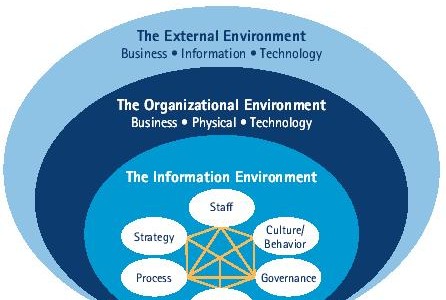 The External Environment
Business • Information • Technology
The Organizational Environment
Business • Physical • Technology
The Information Environment
Staff
Strategy
Culture/
Behavior
Process
Governance